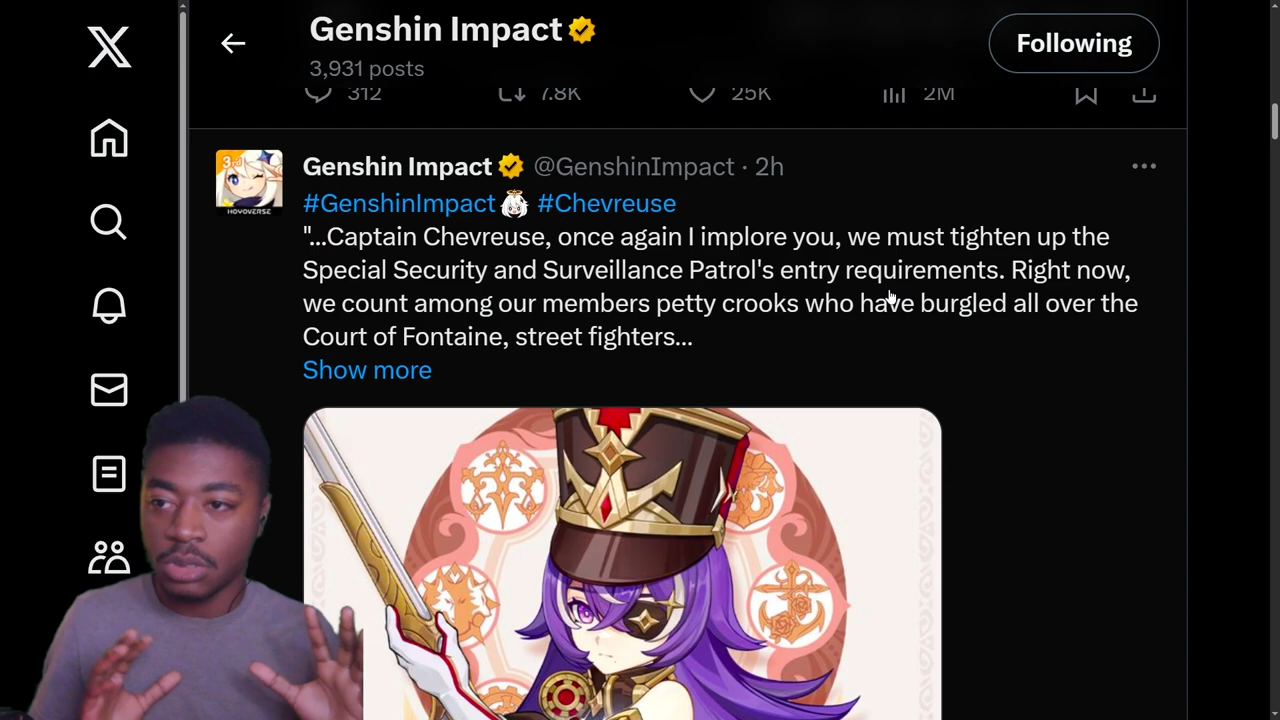 Genshin Impact
Following
3,931 posts
312 7.8K 25K 2M
3rd
HOYOVERSE
Genshin Impact @GenshinImpact · 2h
#GenshinImpact #Chevreuse
"...Captain Chevreuse, once again I implore you, we must tighten up the
Special Security and Surveillance Patrol's entry requirements. Right now,
we count among our members petty crooks who have burgled all over the
Court of Fontaine, street fighters...
Show more